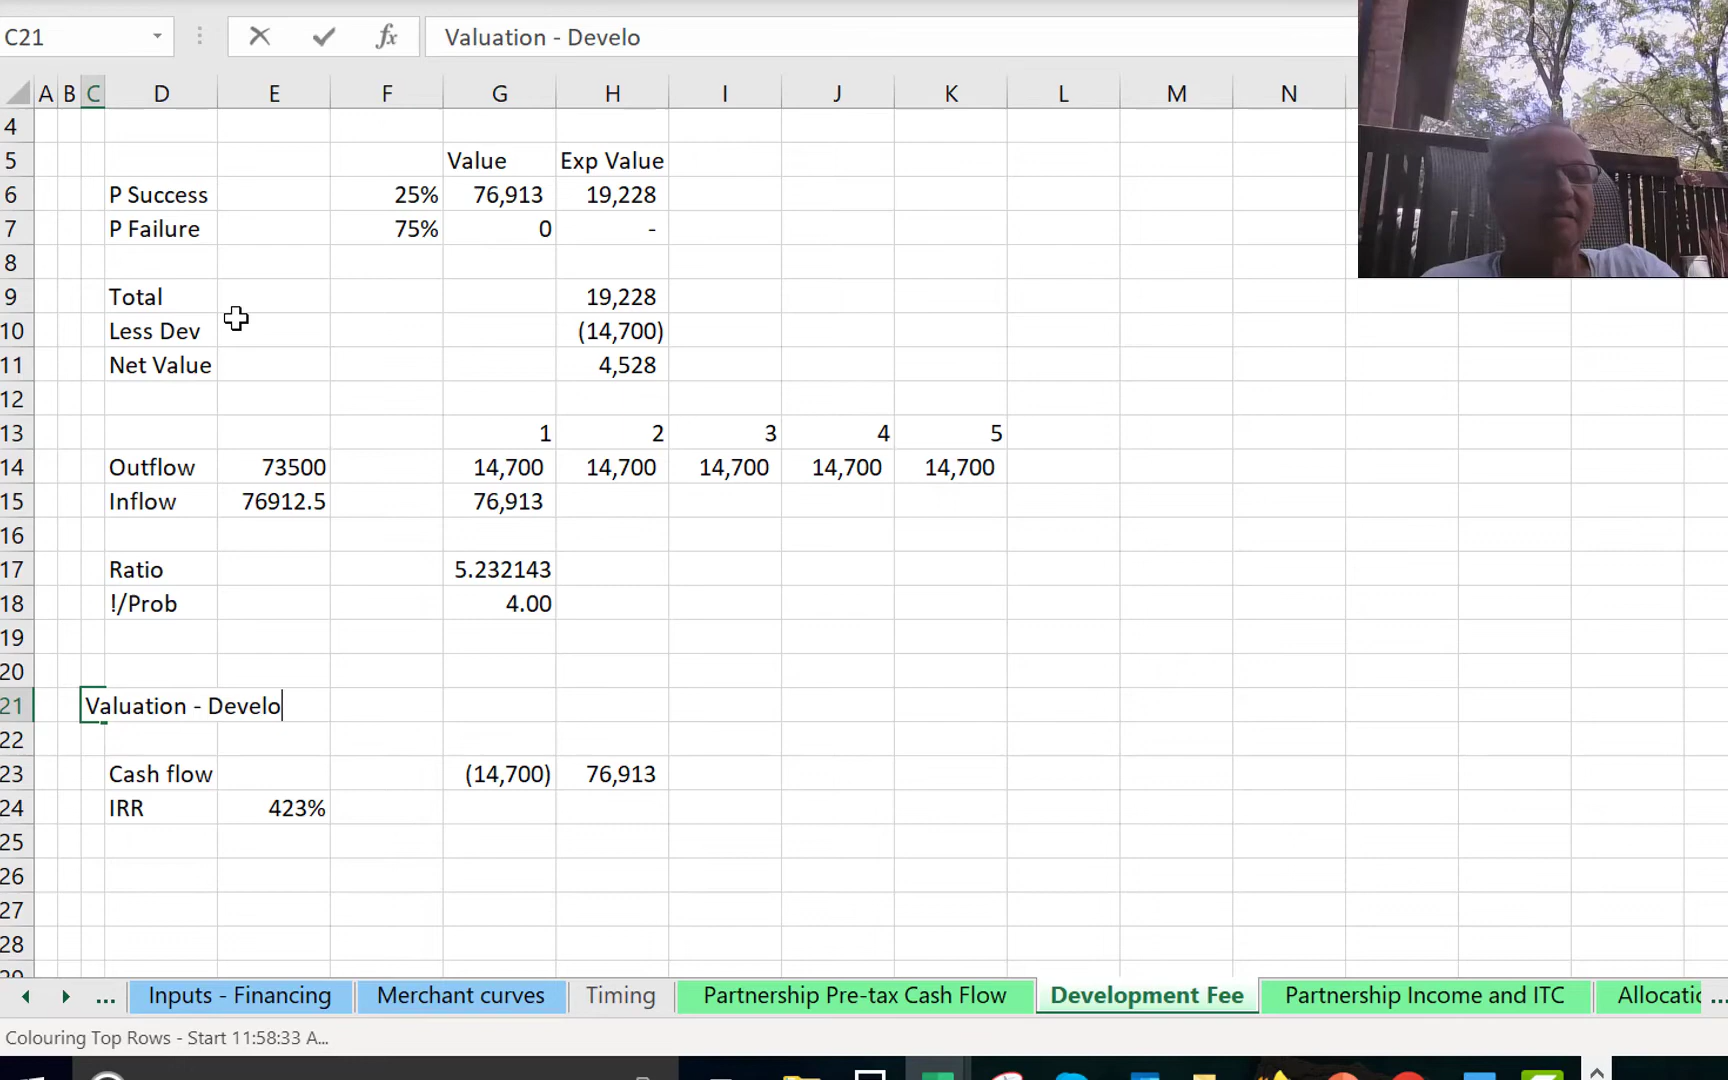 C21 fx Valuation - Develo
A B C D E F G H I J K L M N
4
5 Value Exp Value
6 P Success 25% 76,913 19,228
7 P Failure 75% 0 -
8
9 Total 19,228
10 Less Dev (14,700)
11 Net Value 4,528
12
13 1 2 3 4 5
14 Outflow 73500 14,700 14,700 14,700 14,700 14,700
15 Inflow 76912.5 76,913
16
17 Ratio 5.232143
18 !/Prob 4.00
19
20
21 Valuation - Develo
22
23 Cash flow (14,700) 76,913
24 IRR 423%
25
26
27
28
... Inputs - Financing Merchant curves Timing Partnership Pre-tax Cash Flow Development Fee Partnership Income and ITC Allocatic ...
Colouring Top Rows - Start 11:58:33 A...